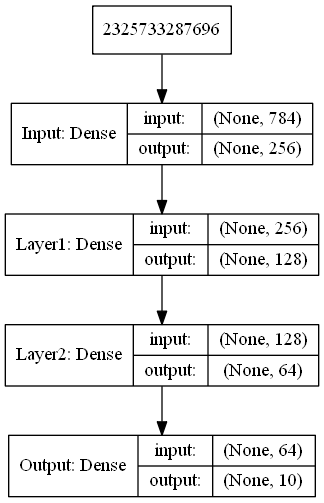 2325733287696
Input: Dense
input: (None, 784)
output: (None, 256)
Layer1: Dense
input: (None, 256)
output: (None, 128)
Layer2: Dense
input: (None, 128)
output: (None, 64)
Output: Dense
input: (None, 64)
output: (None, 10)